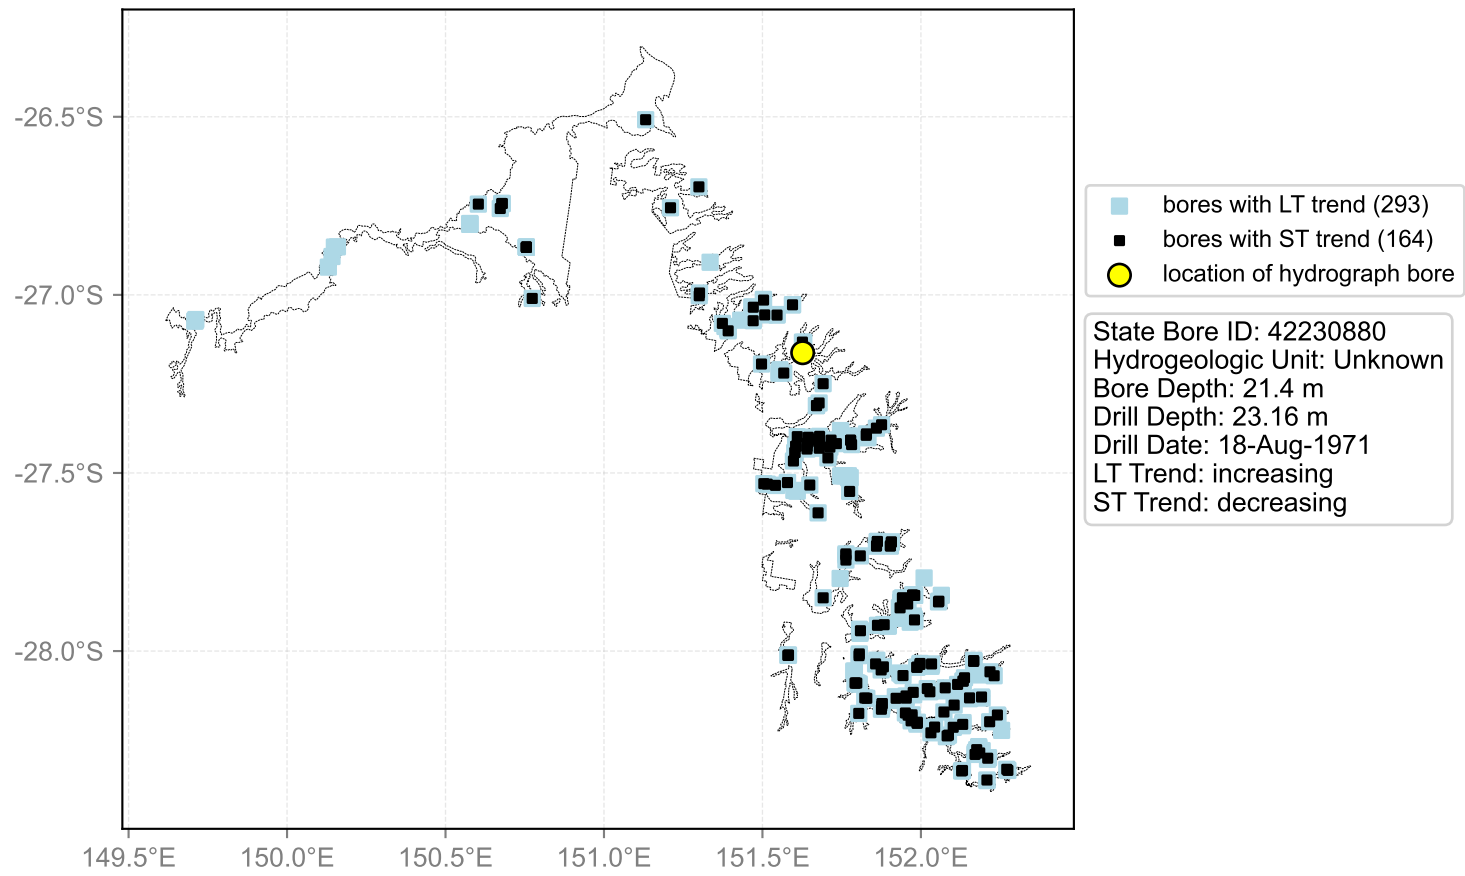 -26.5°S
-27.0°S
-27.5°S
-28.0°S
149.5°E
150.0°E
150.5°E
151.0°E
151.5°E
152.0°E
bores with LT trend (293)
bores with ST trend (164)
location of hydrograph bore
State Bore ID: 42230880
Hydrogeologic Unit: Unknown
Bore Depth: 21.4 m
Drill Depth: 23.16 m
Drill Date: 18-Aug-1971
LT Trend: increasing
ST Trend: decreasing